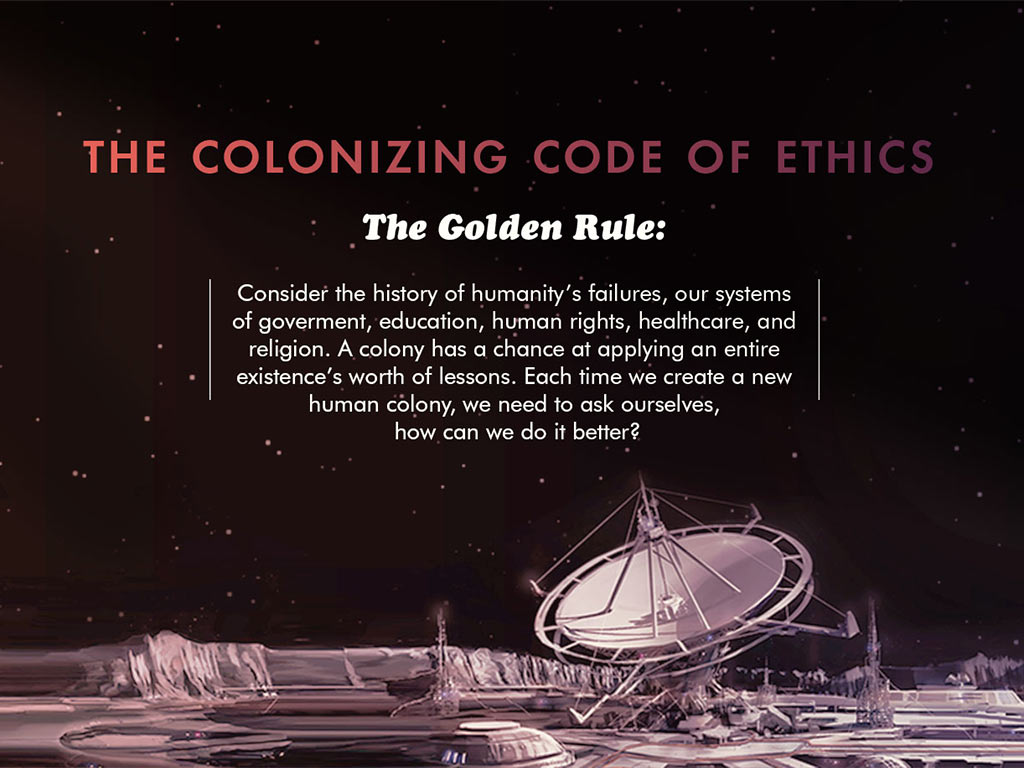 THE COLONIZING CODE OF ETHICS
The Golden Rule:
Consider the history of humanity’s failures, our systems
of goverment, education, human rights, healthcare, and
religion. A colony has a chance at applying an entire
existence’s worth of lessons. Each time we create a new
human colony, we need to ask ourselves,
how can we do it better?